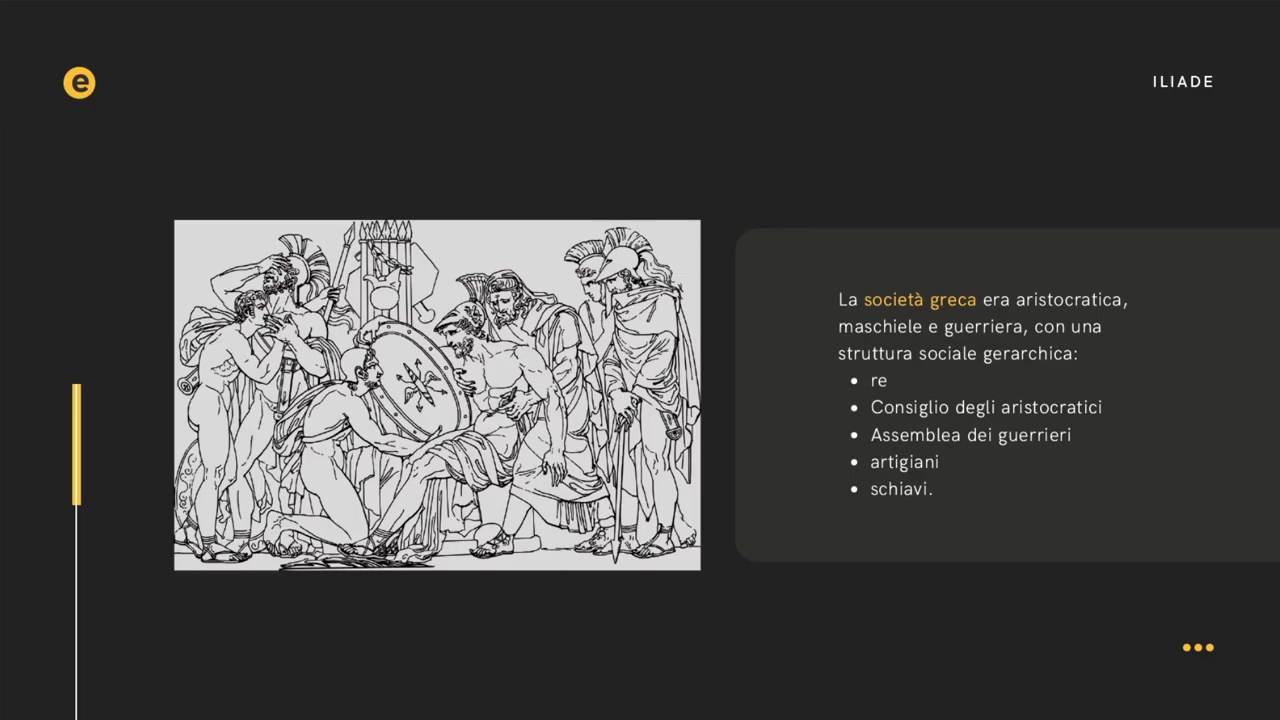 e
ILIADE
La società greca era aristocratica,
maschiele e guerriera, con una
struttura sociale gerarchica:
• re
• Consiglio degli aristocratici
• Assemblea dei guerrieri
• artigiani
• schiavi.